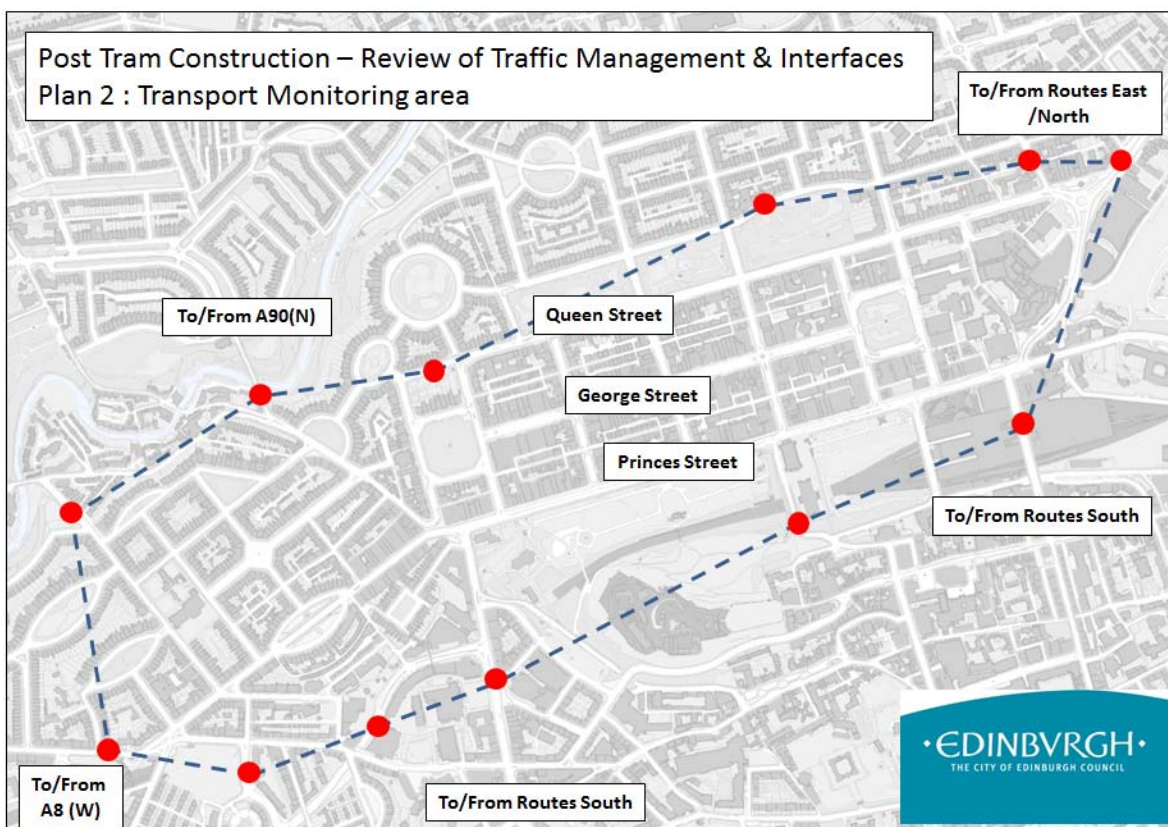 Post Tram Construction – Review of Traffic Management & Interfaces
Plan 2 : Transport Monitoring area
To/From Routes East
/North
To/From A90(N)
Queen Street
George Street
Princes Street
To/From Routes South
To/From
A8 (W)
To/From Routes South
·EDINBVRGH·
THE CITY OF EDINBURGH COUNCIL